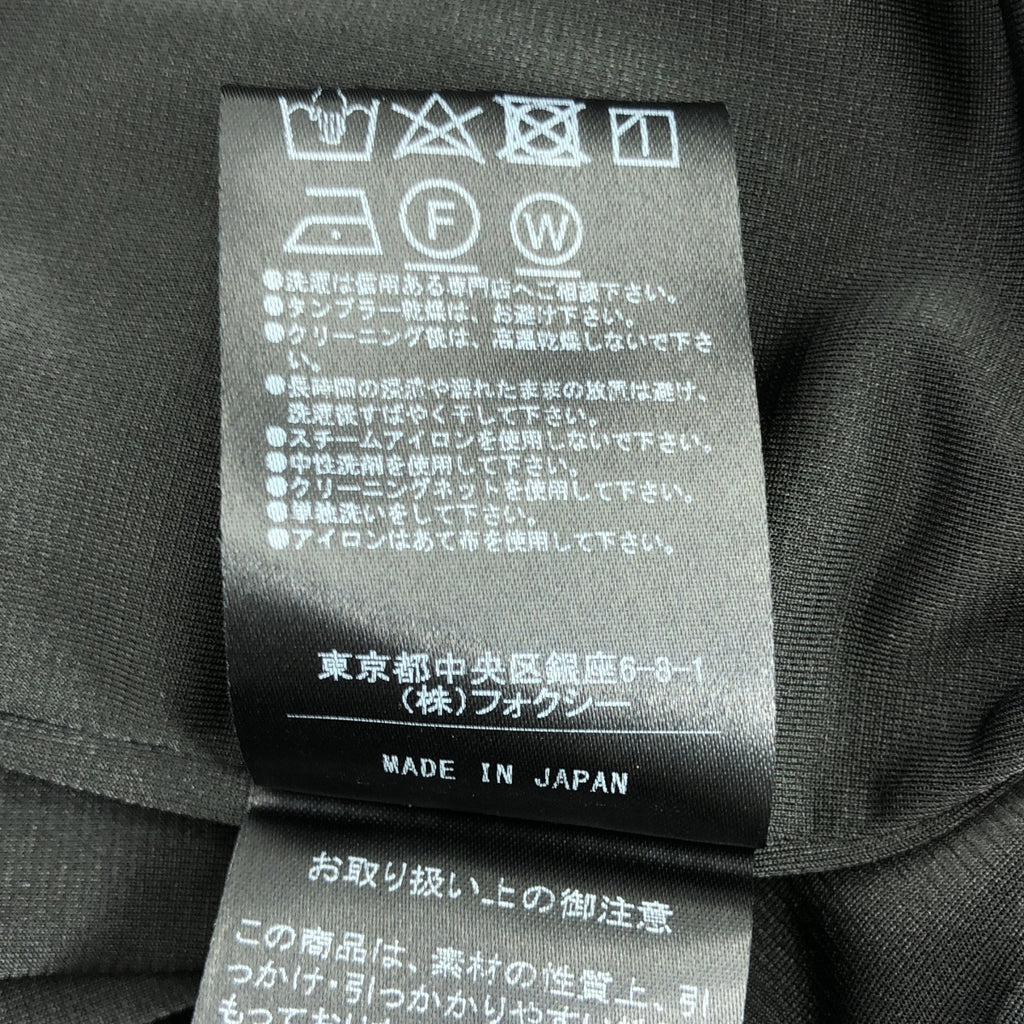 F W
●洗濯は信用ある専門店へご相談下さい。
●タンブラー乾燥は、お避け下さい。
●クリーニング後は、高温乾燥しないで下さ
い。
●長時間の浸漬や濡れたままの放置は避け、
洗濯後すばやく干して下さい。
●スチームアイロンを使用しないで下さい。
●中性洗剤を使用して下さい。
●クリーニングネットを使用して下さい。
●単独洗いをして下さい。
●アイロンはあて布を使用して下さい。
東京都中央区銀座6-8-1
(株)フォクシー
MADE IN JAPAN
お取り扱い上の御注意
この商品は、素材の性質上、引
っかけ・引っかかりやすい
もっており